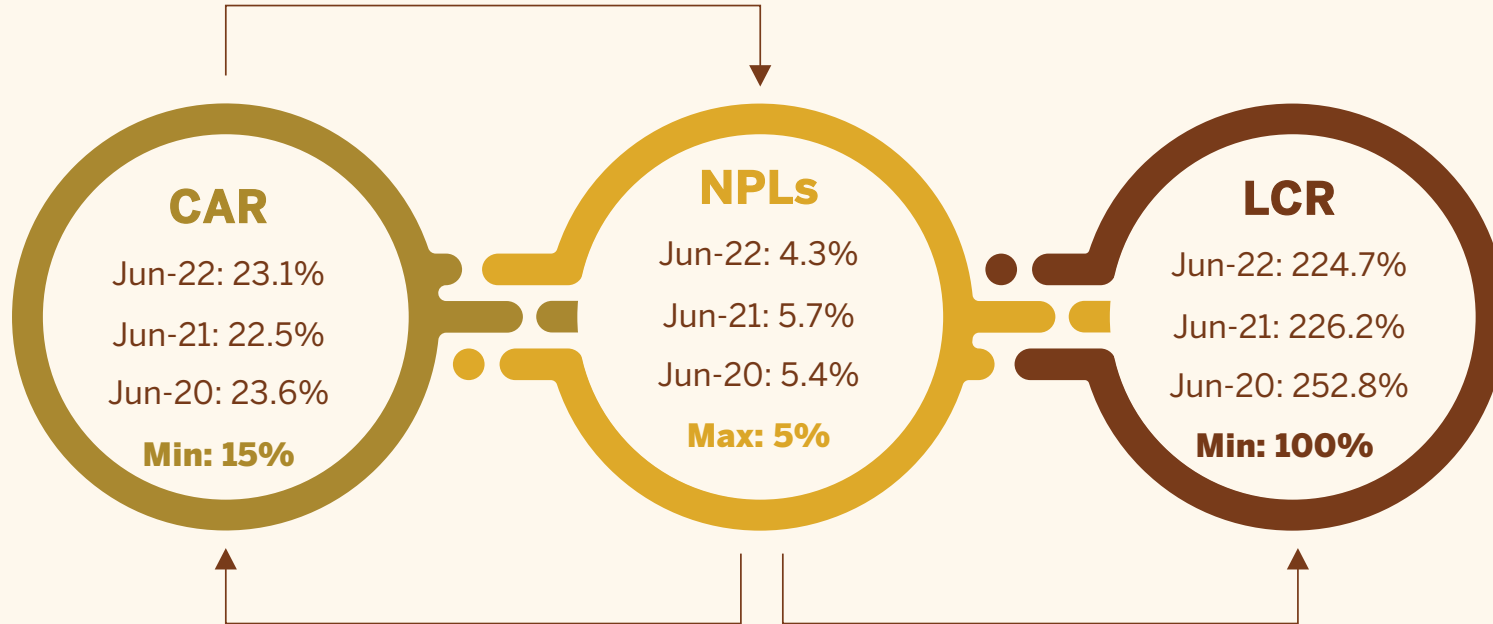 CAR
Jun-22: 23.1%
Jun-21: 22.5%
Jun-20: 23.6%
Min: 15%
NPLs
Jun-22: 4.3%
Jun-21: 5.7%
Jun-20: 5.4%
Max: 5%
LCR
Jun-22: 224.7%
Jun-21: 226.2%
Jun-20: 252.8%
Min: 100%